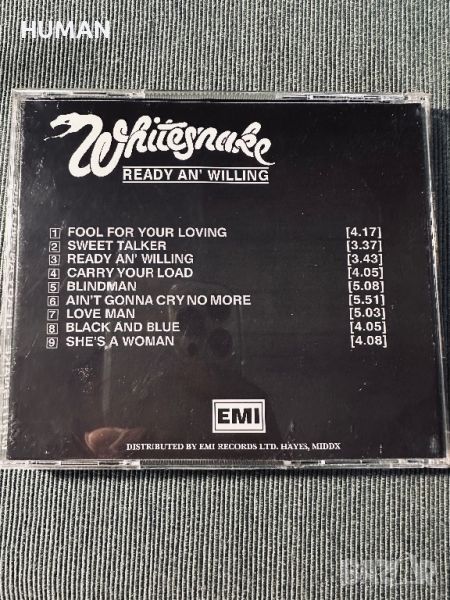 HUMAN
Whitesnake
READY AN' WILLING
1 FOOL FOR YOUR LOVING [4.17]
2 SWEET TALKER [3.37]
3 READY AN' WILLING [3.43]
4 CARRY YOUR LOAD [4.05]
5 BLINDMAN [5.08]
6 AIN'T GONNA CRY NO MORE [5.51]
7 LOVE MAN [5.03]
8 BLACK AND BLUE [4.05]
9 SHE'S A WOMAN [4.08]
EMI
DISTRIBUTED BY EMI RECORDS LTD. HAYES, MIDDX
BAZAR